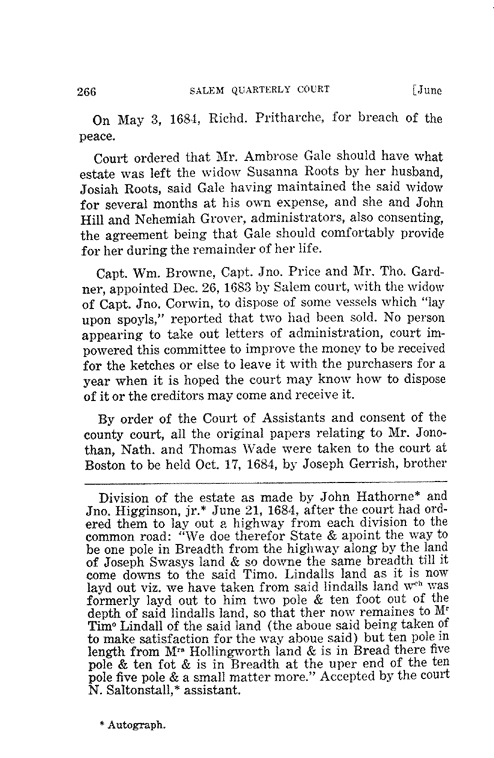 266 SALEM QUARTERLY COURT [June
On May 3, 1684, Richd. Pritharche, for breach of the
peace.
Court ordered that Mr. Ambrose Gale should have what
estate was left the widow Susanna Roots by her husband,
Josiah Roots, said Gale having maintained the said widow
for several months at his own expense, and she and John
Hill and Nehemiah Grover, administrators, also consenting,
the agreement being that Gale should comfortably provide
for her during the remainder of her life.
Capt. Wm. Browne, Capt. Jno. Price and Mr. Tho. Gard-
ner, appointed Dec. 26, 1683 by Salem court, with the widow
of Capt. Jno. Corwin, to dispose of some vessels which "lay
upon spoyls," reported that two had been sold. No person
appearing to take out letters of administration, court im-
powered this committee to improve the money to be received
for the ketches or else to leave it with the purchasers for a
year when it is hoped the court may know how to dispose
of it or the creditors may come and receive it.
By order of the Court of Assistants and consent of the
county court, all the original papers relating to Mr. Jono-
than, Nath. and Thomas Wade were taken to the court at
Boston to be held Oct. 17, 1684, by Joseph Gerrish, brother
Division of the estate as made by John Hathorne* and
Jno. Higginson, jr.* June 21, 1684, after the court had ord-
ered them to lay out a highway from each division to the
common road: "We doe therefor State & apoint the way to
be one pole in Breadth from the highway along by the land
of Joseph Swasys land & so downe the same breadth till it
come downs to the said Timo. Lindalls land as it is now
layd out viz. we have taken from said lindalls land wch was
formerly layd out to him two pole & ten foot out of the
depth of said lindalls land, so that ther now remaines to Mr
Timo Lindall of the said land (the aboue said being taken of
to make satisfaction for the way aboue said) but ten pole in
length from Mrs Hollingworth land & is in Bread there five
pole & ten fot & is in Breadth at the uper end of the ten
pole five pole & a small matter more." Accepted by the court
N. Saltonstall,* assistant.
* Autograph.